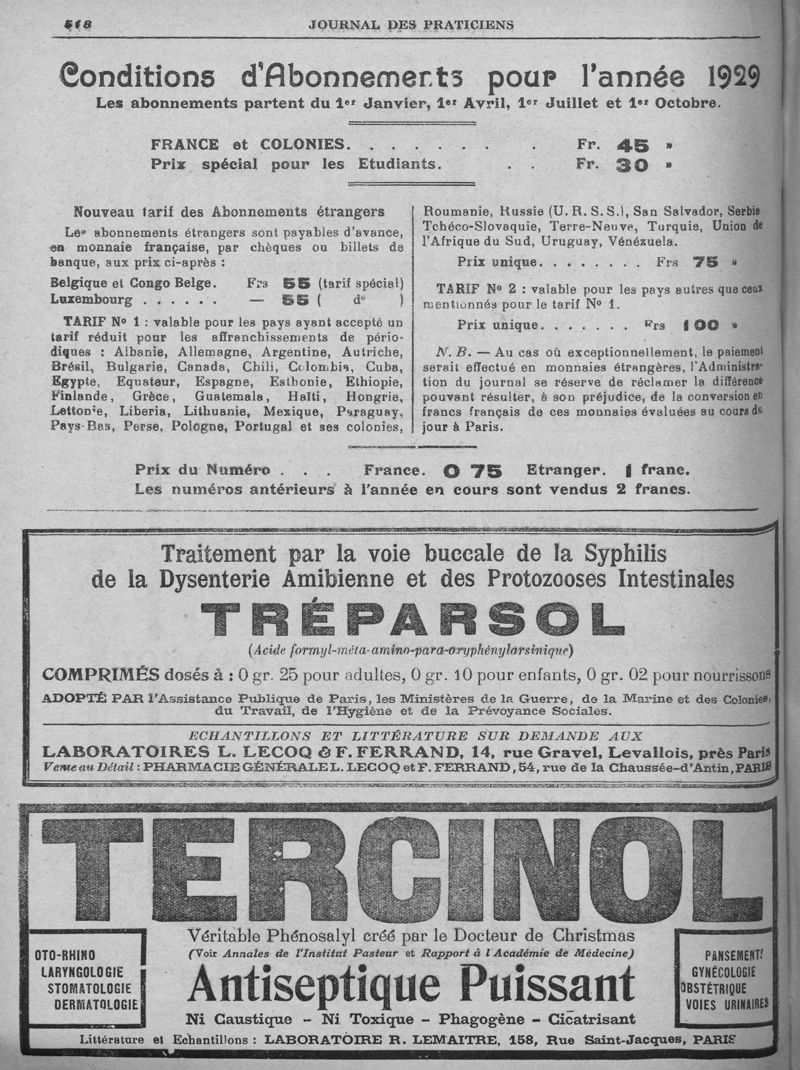 518
JOURNAL DES PRATICIENS
Conditions d'Abonnements pour l'année 1929
Les abonnements partent du 1er Janvier, 1er Avril, 1er Juillet et 1er Octobre.
FRANCE et COLONIES. . . . . . . . Fr. 45 »
Prix spécial pour les Etudiants. . . Fr. 30 »
Nouveau tarif des Abonnements étrangers
Les abonnements étrangers sont payables d'avance,
en monnaie française, par chèques ou billets de
banque, aux prix ci-après :
Belgique et Congo Belge. Frs 55 (tarif spécial)
Luxembourg . . . . . . — 55 ( do )
TARIF No 1 : valable pour les pays ayant accepté un
tarif réduit pour les affranchissements de pério-
diques : Albanie, Allemagne, Argentine, Autriche,
Brésil, Bulgarie, Canada, Chili, Colombie, Cuba,
Egypte, Equateur, Espagne, Esthonie, Ethiopie,
Finlande, Grèce, Guatemala, Haïti, Hongrie,
Lettonie, Liberia, Lithuanie, Mexique, Paraguay,
Pays-Bas, Perse, Pologne, Portugal et ses colonies,
Roumanie, Russie (U. R. S. S.), San Salvador, Serbie
Tchéco-Slovaquie, Terre-Neuve, Turquie, Union de
l'Afrique du Sud, Uruguay, Vénézuela.
Prix unique. . . . . . . . Frs 75 »
TARIF No 2 : valable pour les pays autres que ceux
mentionnés pour le tarif No 1.
Prix unique. . . . . . . Frs 100 »
N. B. — Au cas où exceptionnellement, le paiement
serait effectué en monnaies étrangères, l'Administra-
tion du journal se réserve de réclamer la différence
pouvant résulter, à son préjudice, de la conversion en
francs français de ces monnaies évaluées au cours du
jour à Paris.
Prix du Numéro . . . France. 0 75 Etranger. 1 franc.
Les numéros antérieurs à l'année en cours sont vendus 2 francs.
Traitement par la voie buccale de la Syphilis
de la Dysenterie Amibienne et des Protozooses Intestinales
TRÉPARSOL
(Acide formyl-méta-amino-para-oxyphénylarsinique)
COMPRIMÉS dosés à : 0 gr. 25 pour adultes, 0 gr. 10 pour enfants, 0 gr. 02 pour nourrissons
ADOPTÉ PAR l'Assistance Publique de Paris, les Ministères de la Guerre, de la Marine et des Colonies,
du Travail, de l'Hygiène et de la Prévoyance Sociales.
ECHANTILLONS ET LITTÉRATURE SUR DEMANDE AUX
LABORATOIRES L. LECOQ & F. FERRAND, 14, rue Gravel, Levallois, près Paris
Vente au Détail : PHARMACIE GÉNÉRALE L. LECOQ et F. FERRAND, 54, rue de la Chaussée-d'Antin, PARIS
TERCINOL
Véritable Phénosalyl créé par le Docteur de Christmas
(Voir Annales de l'Institut Pasteur et Rapport à l'Académie de Médecine)
OTO-RHINO
LARYNGOLOGIE
STOMATOLOGIE
DERMATOLOGIE
Antiseptique Puissant
Ni Caustique – Ni Toxique – Phagogène – Cicatrisant
PANSEMENTS
GYNÉCOLOGIE
OBSTÉTRIQUE
VOIES URINAIRES
Littérature et Echantillons : LABORATOIRE R. LEMAITRE, 158, Rue Saint-Jacques, PARIS